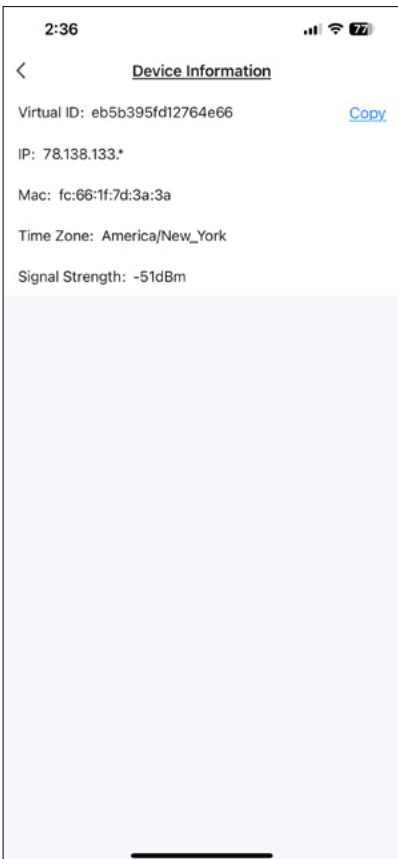 2:36
77
Device Information
Virtual ID: eb5b395fd12764e66
Copy
IP: 78.138.133.*
Mac: fc:66:1f:7d:3a:3a
Time Zone: America/New_York
Signal Strength: -51dBm